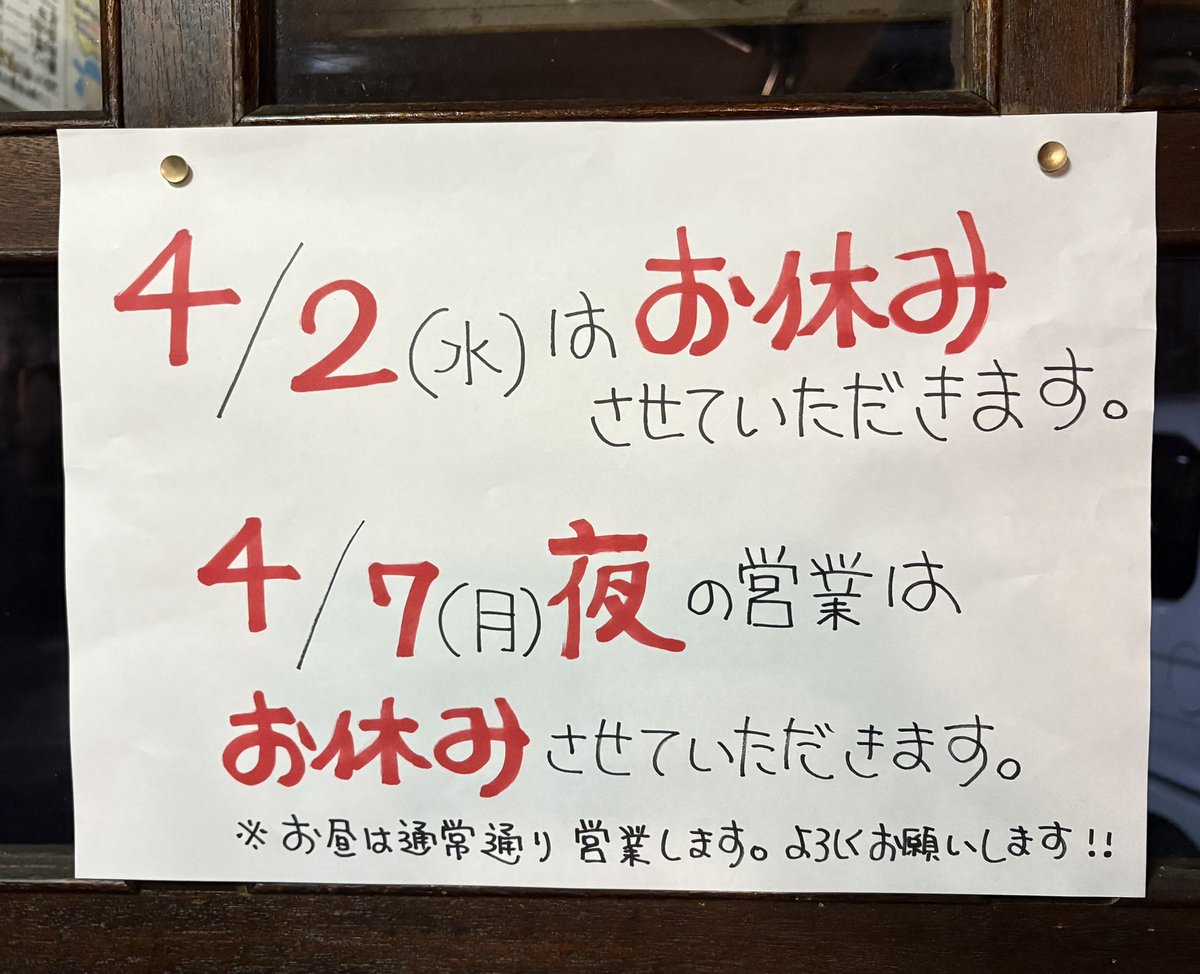 4/2(水)はお休み
させていただきます。
4/7(月)夜の営業は
お休みさせていただきます。
※お昼は通常通り営業します。よろしくお願いします!!